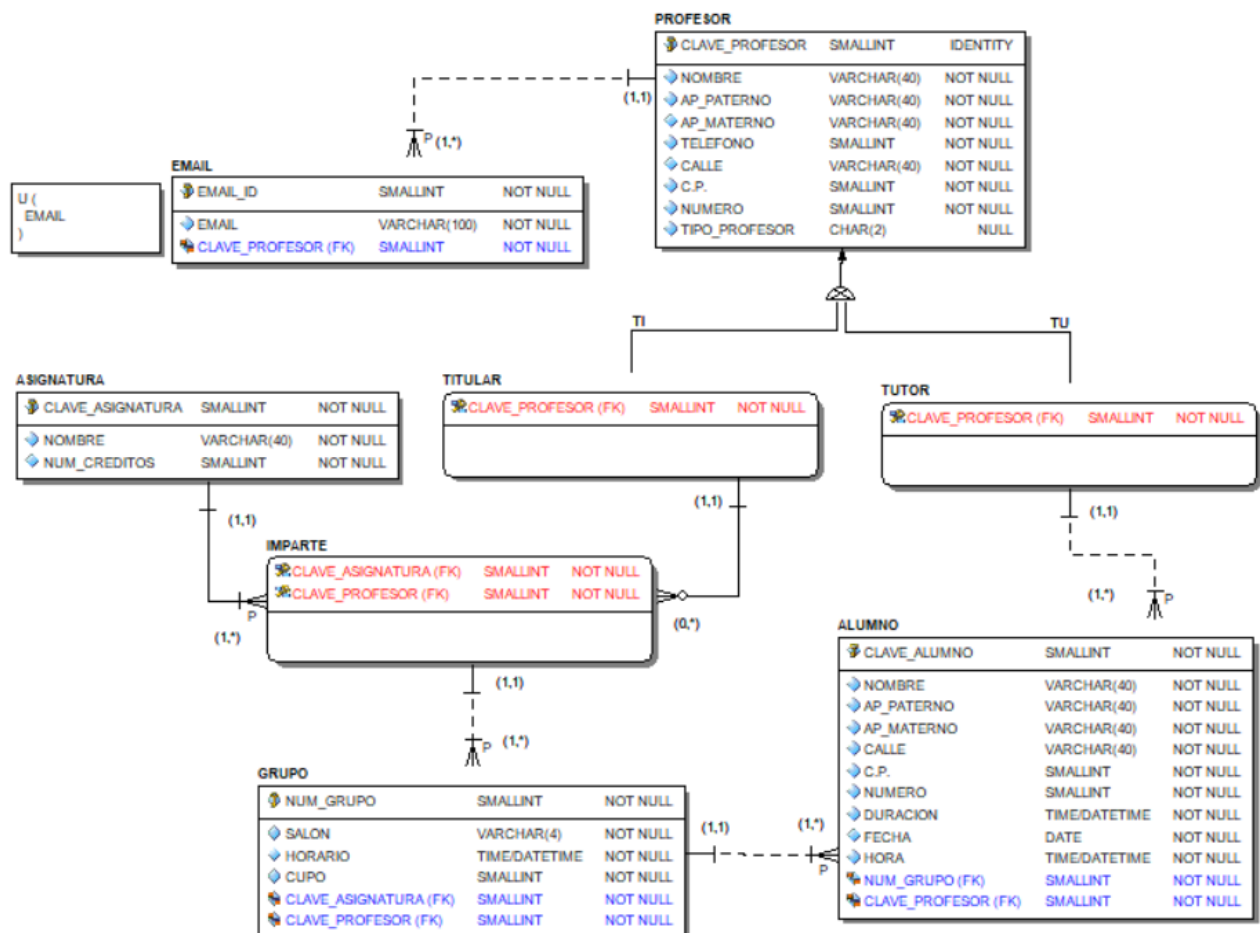 PROFESOR
CLAVE_PROFESOR SMALLINT IDENTITY
NOMBRE VARCHAR(40) NOT NULL
AP_PATERNO VARCHAR(40) NOT NULL
AP_MATERNO VARCHAR(40) NOT NULL
TELEFONO SMALLINT NOT NULL
CALLE VARCHAR(40) NOT NULL
C.P. SMALLINT NOT NULL
NUMERO SMALLINT NOT NULL
TIPO_PROFESOR CHAR(2) NULL
(1,1)
P (1,*)
EMAIL
EMAIL_ID SMALLINT NOT NULL
EMAIL VARCHAR(100) NOT NULL
CLAVE_PROFESOR (FK) SMALLINT NOT NULL
U (
EMAIL
)
TI
TU
ASIGNATURA
CLAVE_ASIGNATURA SMALLINT NOT NULL
NOMBRE VARCHAR(40) NOT NULL
NUM_CREDITOS SMALLINT NOT NULL
TITULAR
CLAVE_PROFESOR (FK) SMALLINT NOT NULL
TUTOR
CLAVE_PROFESOR (FK) SMALLINT NOT NULL
(1,1)
(1,1)
(1,1)
IMPARTE
CLAVE_ASIGNATURA (FK) SMALLINT NOT NULL
CLAVE_PROFESOR (FK) SMALLINT NOT NULL
P
(1,*)
(0,*)
(1,*)
P
ALUMNO
CLAVE_ALUMNO SMALLINT NOT NULL
NOMBRE VARCHAR(40) NOT NULL
AP_PATERNO VARCHAR(40) NOT NULL
AP_MATERNO VARCHAR(40) NOT NULL
CALLE VARCHAR(40) NOT NULL
C.P. SMALLINT NOT NULL
NUMERO SMALLINT NOT NULL
DURACION TIME/DATETIME NOT NULL
FECHA DATE NOT NULL
HORA TIME/DATETIME NOT NULL
NUM_GRUPO (FK) SMALLINT NOT NULL
CLAVE_PROFESOR (FK) SMALLINT NOT NULL
(1,1)
P (1,*)
GRUPO
NUM_GRUPO SMALLINT NOT NULL
SALON VARCHAR(4) NOT NULL
HORARIO TIME/DATETIME NOT NULL
CUPO SMALLINT NOT NULL
CLAVE_ASIGNATURA (FK) SMALLINT NOT NULL
CLAVE_PROFESOR (FK) SMALLINT NOT NULL
(1,1)
(1,*)
P